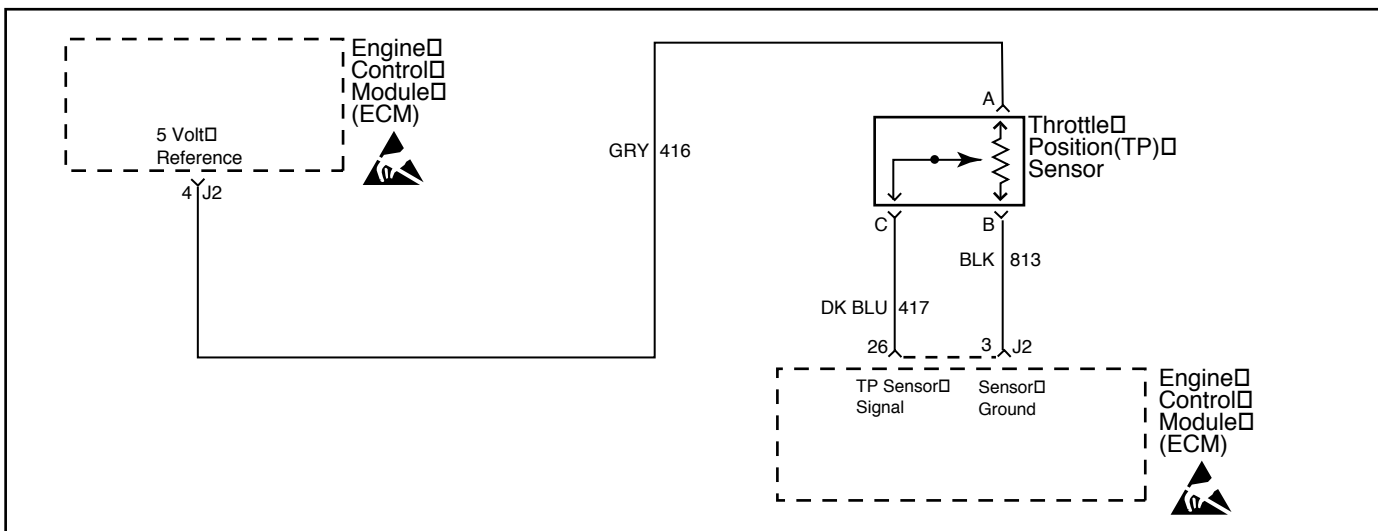 Engine
Control
Module
(ECM)
5 Volt
Reference
4 J2
GRY 416
A
Throttle
Position(TP)
Sensor
C B
BLK 813
DK BLU 417
26 3 J2
TP Sensor
Signal
Sensor
Ground
Engine
Control
Module
(ECM)